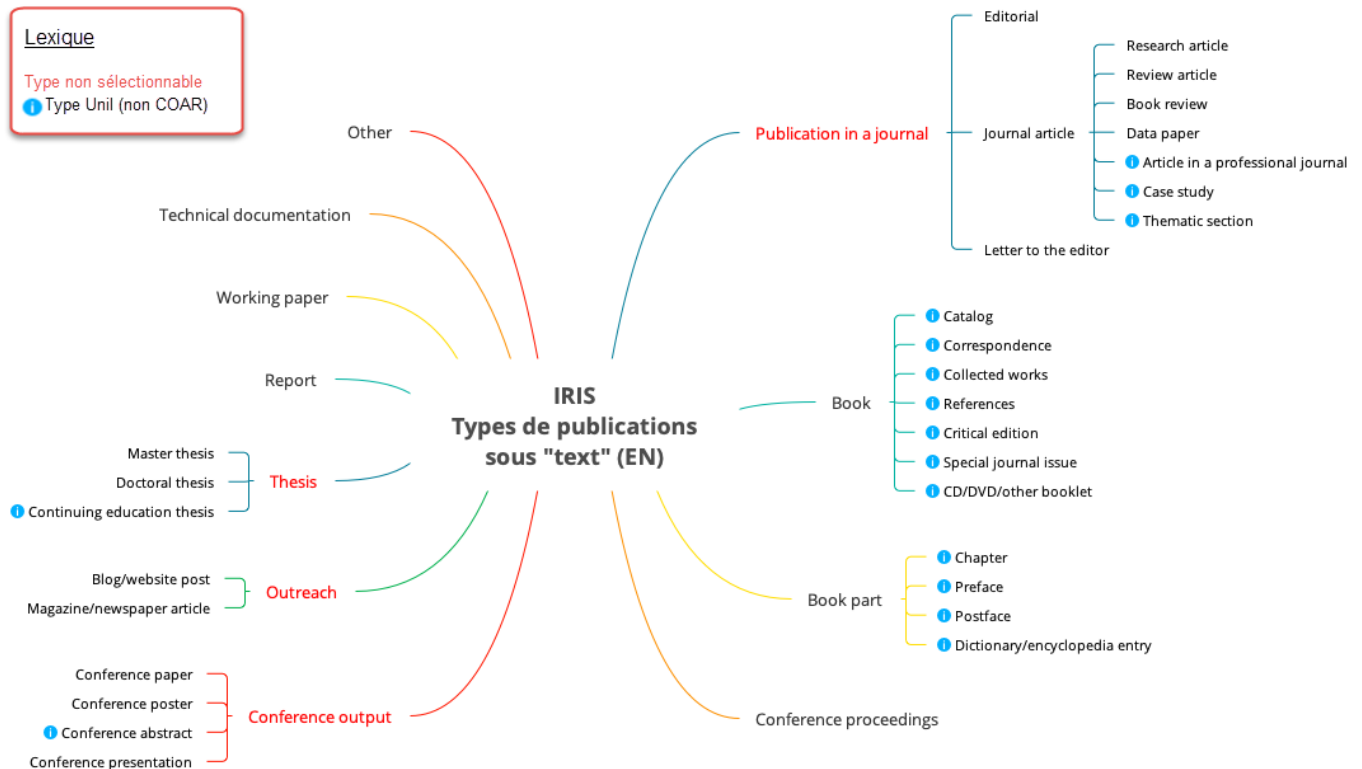 Lexique
Type non sélectionnable
Type Unil (non COAR)
IRIS
Types de publications
sous "text" (EN)
Publication in a journal
Editorial
Journal article
Research article
Review article
Book review
Data paper
Article in a professional journal
Case study
Thematic section
Letter to the editor
Book
Catalog
Correspondence
Collected works
References
Critical edition
Special journal issue
CD/DVD/other booklet
Book part
Chapter
Preface
Postface
Dictionary/encyclopedia entry
Conference proceedings
Other
Technical documentation
Working paper
Report
Thesis
Master thesis
Doctoral thesis
Continuing education thesis
Outreach
Blog/website post
Magazine/newspaper article
Conference output
Conference paper
Conference poster
Conference abstract
Conference presentation